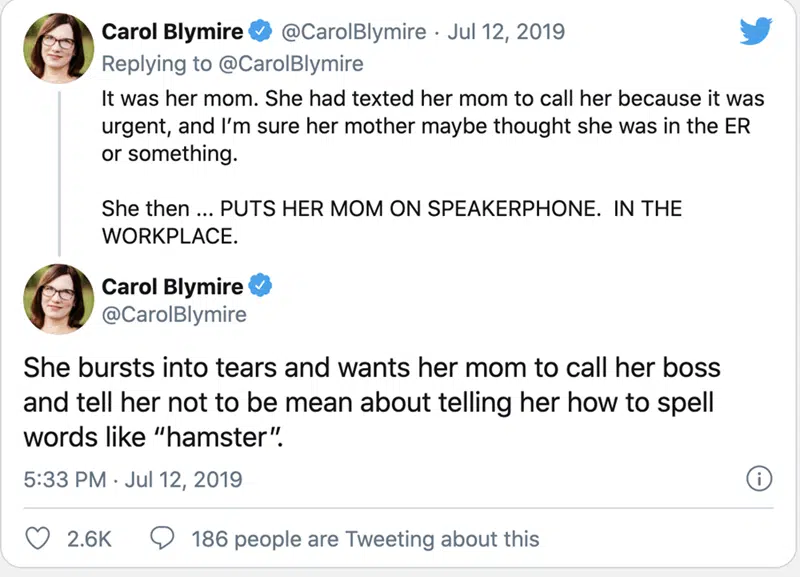 Carol Blymire @CarolBlymire · Jul 12, 2019
Replying to @CarolBlymire
It was her mom. She had texted her mom to call her because it was
urgent, and I’m sure her mother maybe thought she was in the ER
or something.
She then ... PUTS HER MOM ON SPEAKERPHONE.  IN THE
WORKPLACE.
Carol Blymire
@CarolBlymire
She bursts into tears and wants her mom to call her boss
and tell her not to be mean about telling her how to spell
words like “hamster”.
5:33 PM · Jul 12, 2019
2.6K 186 people are Tweeting about this